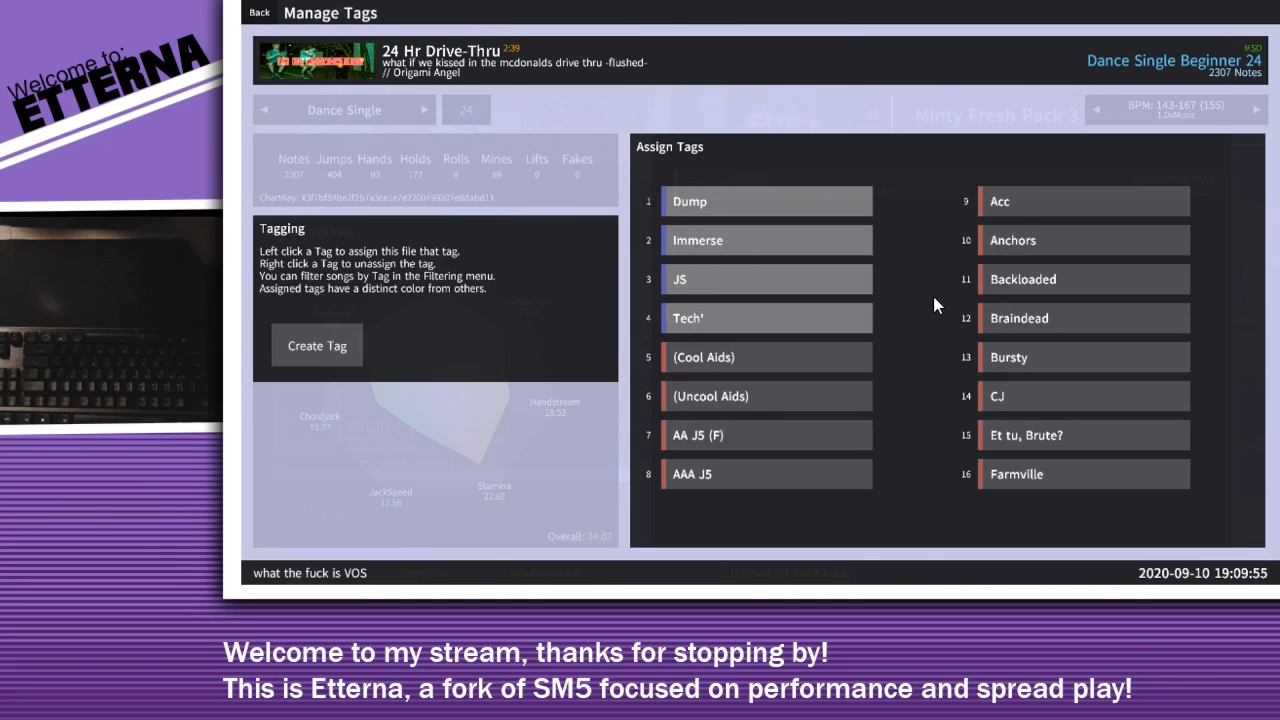 Welcome to:
ETTERNA
Back
Manage Tags
24 Hr Drive-Thru 2:39
what if we kissed in the mcdonalds drive thru -flushed-
// Origami Angel
MSD
Dance Single Beginner 24
2307 Notes
Dance Single
24
55
Minty Fresh Pack 3
BPM: 143-167 (155)
1.0xMusic
Notes Jumps Hands Holds Rolls Mines Lifts Fakes
2307 404 93 177 8 89 0 0
Tagging
Left click a Tag to assign this file that tag.
Right click a Tag to unassign the tag.
You can filter songs by Tag in the Filtering menu.
Assigned tags have a distinct color from others.
Create Tag
Handstream
Chordjack
JackSpeed
Stamina
22.60
Overall: 24.02
Assign Tags
1 Dump
2 Immerse
3 JS
4 Tech'
5 (Cool Aids)
6 (Uncool Aids)
7 AA J5 (F)
8 AAA J5
9 Acc
10 Anchors
11 Backloaded
12 Braindead
13 Bursty
14 CJ
15 Et tu, Brute?
16 Farmville
what the fuck is VOS
2020-09-10 19:09:55
Welcome to my stream, thanks for stopping by!
This is Etterna, a fork of SM5 focused on performance and spread play!